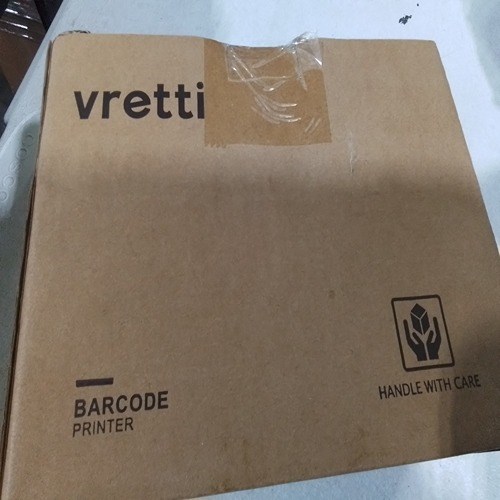 vretti
HANDLE WITH CARE
BARCODE
PRINTER